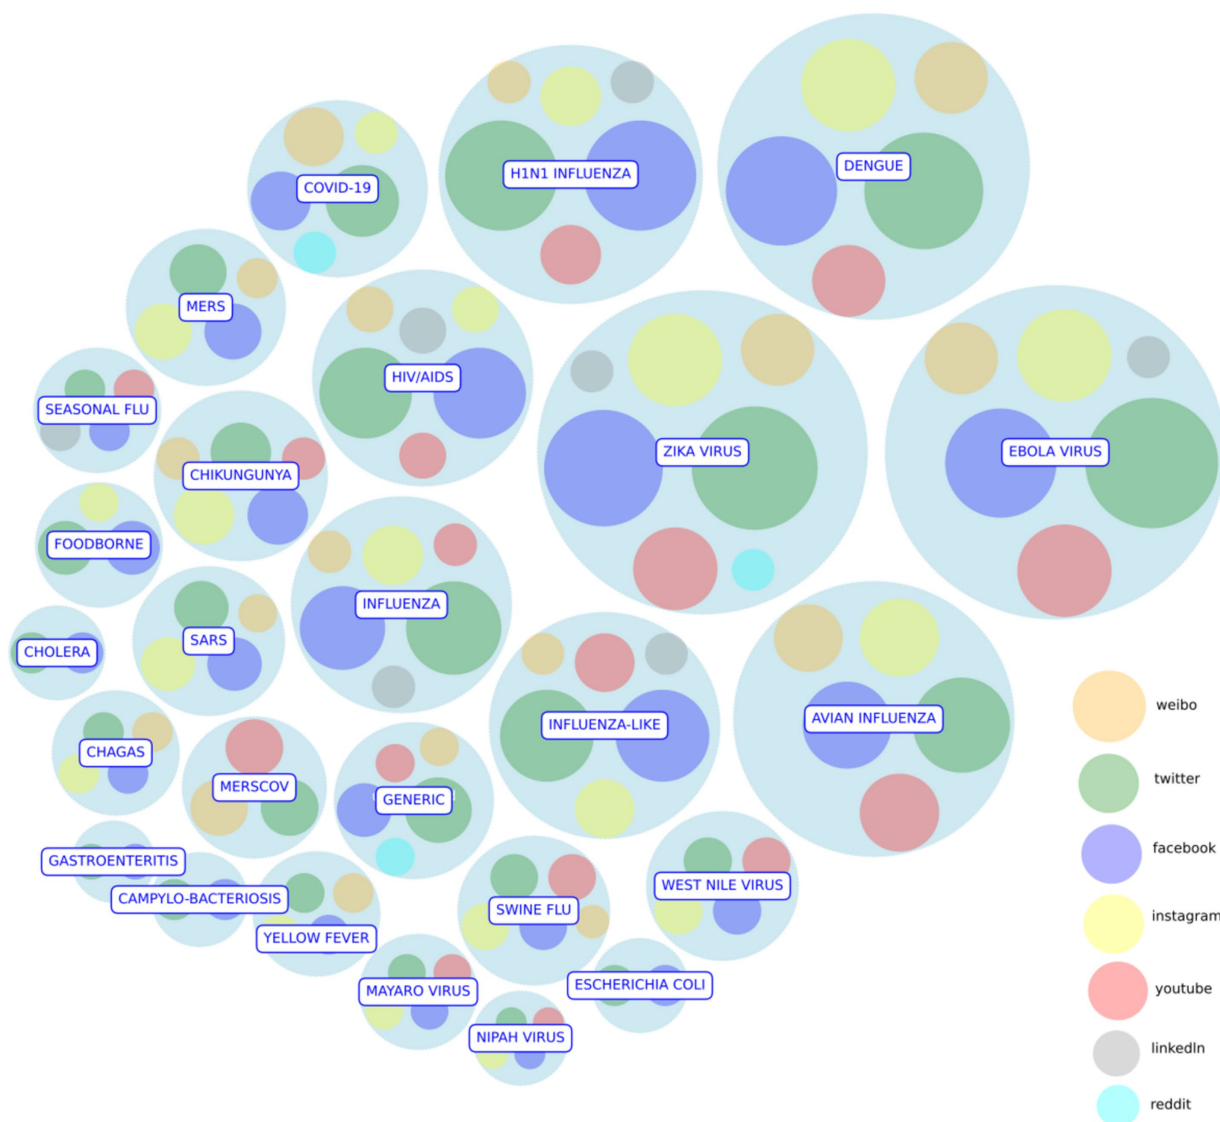 DENGUE
H1N1 INFLUENZA
COVID-19
MERS
HIV/AIDS
SEASONAL FLU
ZIKA VIRUS
EBOLA VIRUS
CHIKUNGUNYA
FOODBORNE
INFLUENZA
SARS
CHOLERA
INFLUENZA-LIKE
AVIAN INFLUENZA
CHAGAS
MERSCOV
GENERIC
GASTROENTERITIS
CAMPYLO-BACTERIOSIS
WEST NILE VIRUS
SWINE FLU
YELLOW FEVER
MAYARO VIRUS
ESCHERICHIA COLI
NIPAH VIRUS
weibo
twitter
facebook
instagram
youtube
linkedln
reddit